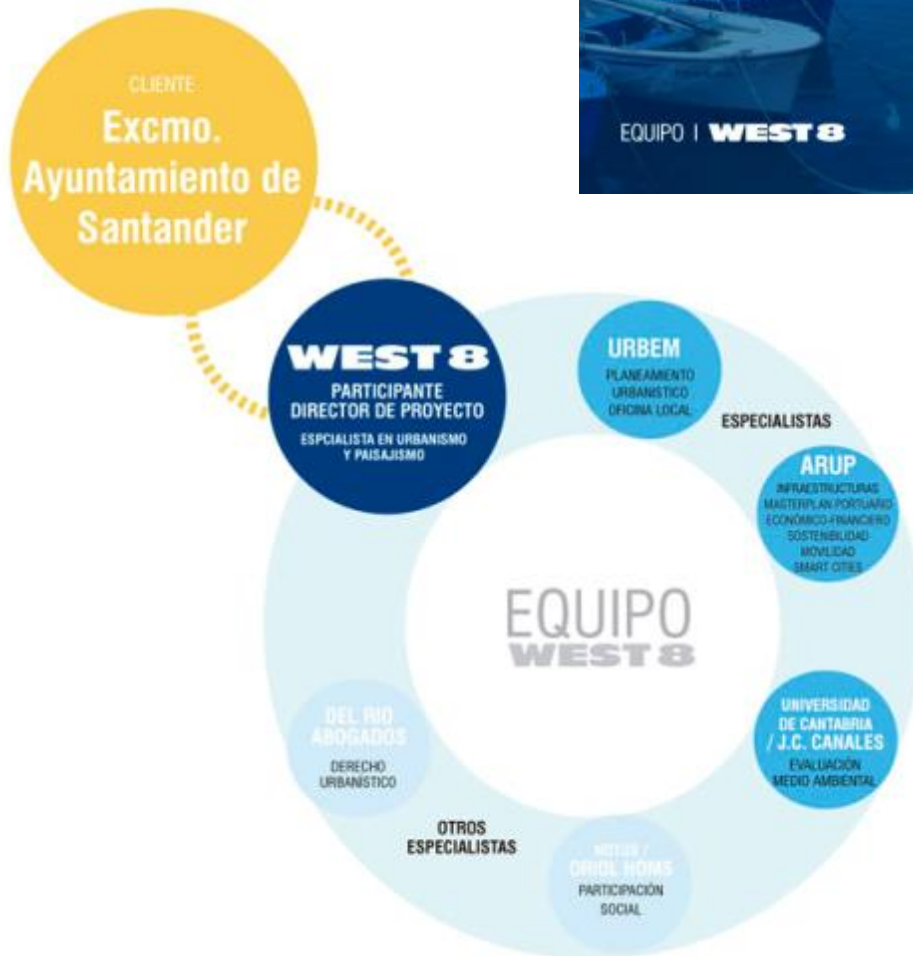 EQUIPO | WEST 8
CLIENTE
Excmo.
Ayuntamiento de
Santander
WEST 8
PARTICIPANTE
DIRECTOR DE PROYECTO
ESPCIALISTA EN URBANISMO
Y PAISAJISMO
URBEM
PLANEAMIENTO
URBANISTICO
OFICINA LOCAL
ESPECIALISTAS
ARUP
INFRAESTRUCTURAS
MASTERPLAN PORTUARIO
ECONÓMICO-FINANCIERO
SOSTENIBILIDAD
MOVILIDAD
SMART CITIES
EQUIPO
WEST 8
UNIVERSIDAD
DE CANTABRIA
/ J.C. CANALES
EVALUACIÓN
MEDIO AMBIENTAL
DEL RIO
ABOGADOS
DERECHO
URBANÍSTICO
OTROS
ESPECIALISTAS
NOTUS /
ORIOL HOMS
PARTICIPACIÓN
SOCIAL